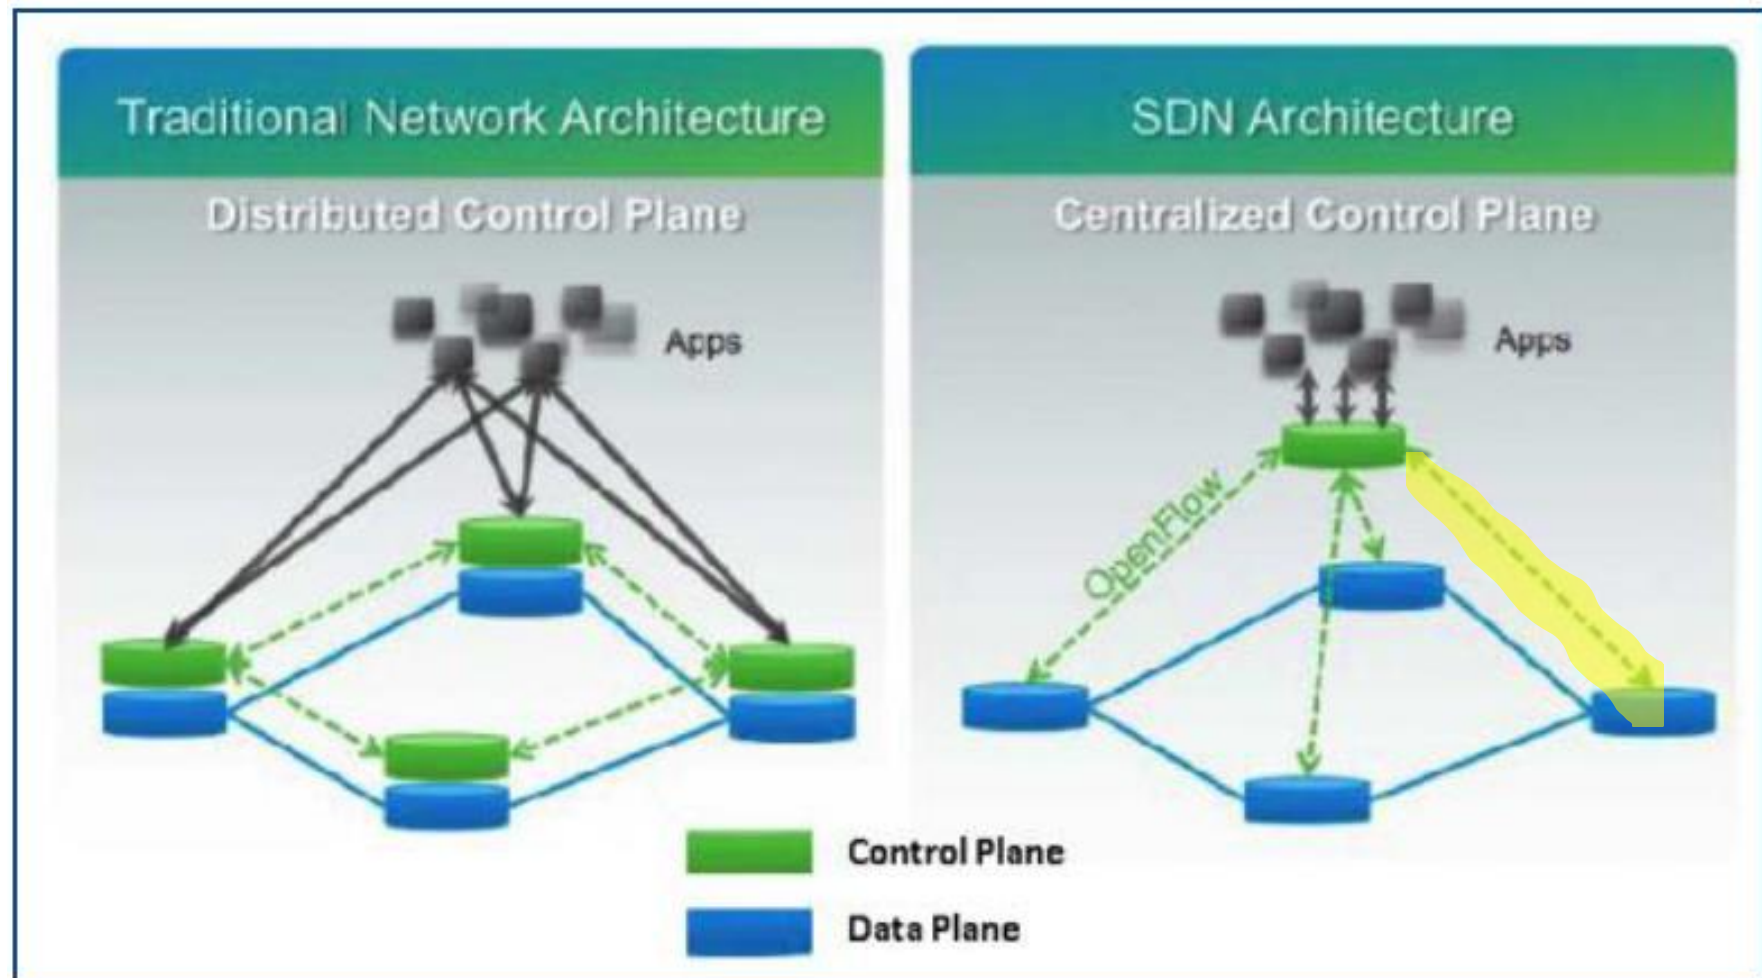 Traditional Network Architecture
Distributed Control Plane
Apps
SDN Architecture
Centralized Control Plane
Apps
OpenFlow
Control Plane
Data Plane